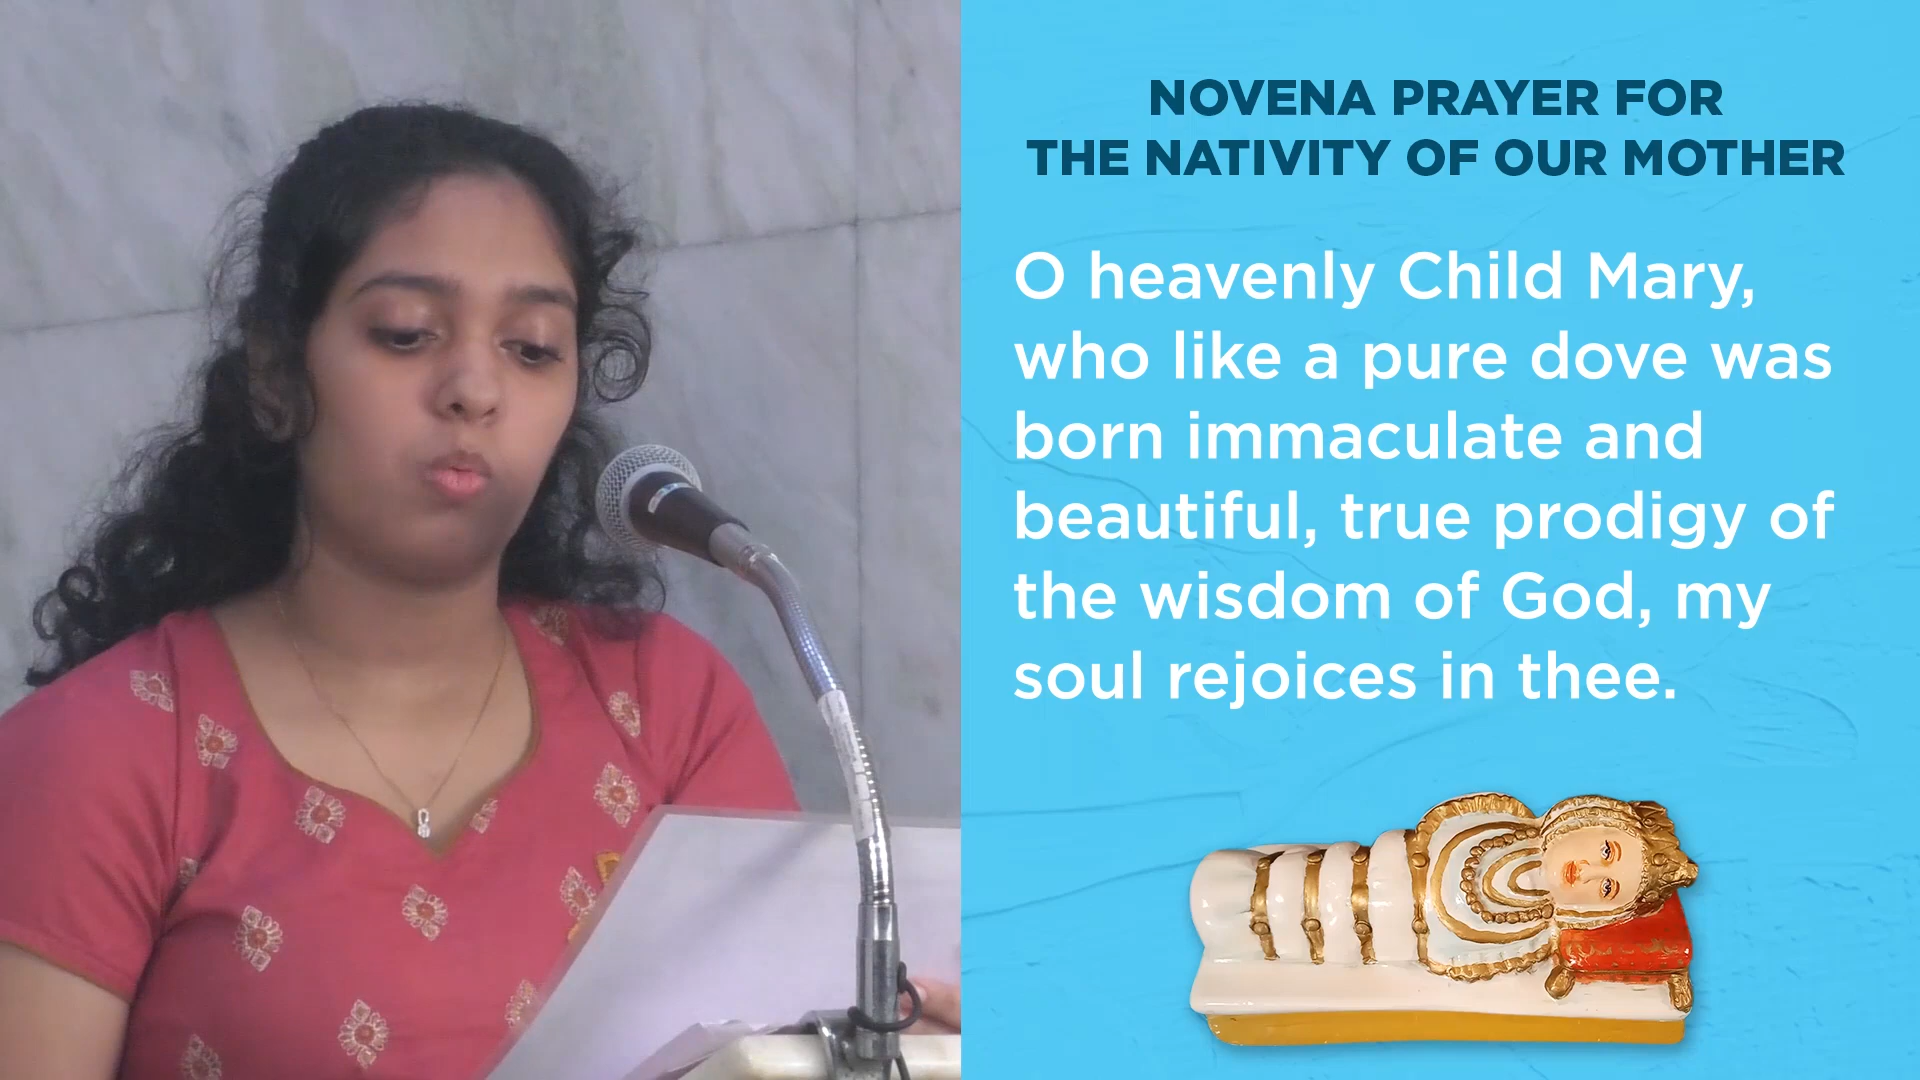 NOVENA PRAYER FOR
THE NATIVITY OF OUR MOTHER
O heavenly Child Mary,
who like a pure dove was
born immaculate and
beautiful, true prodigy of
the wisdom of God, my
soul rejoices in thee.